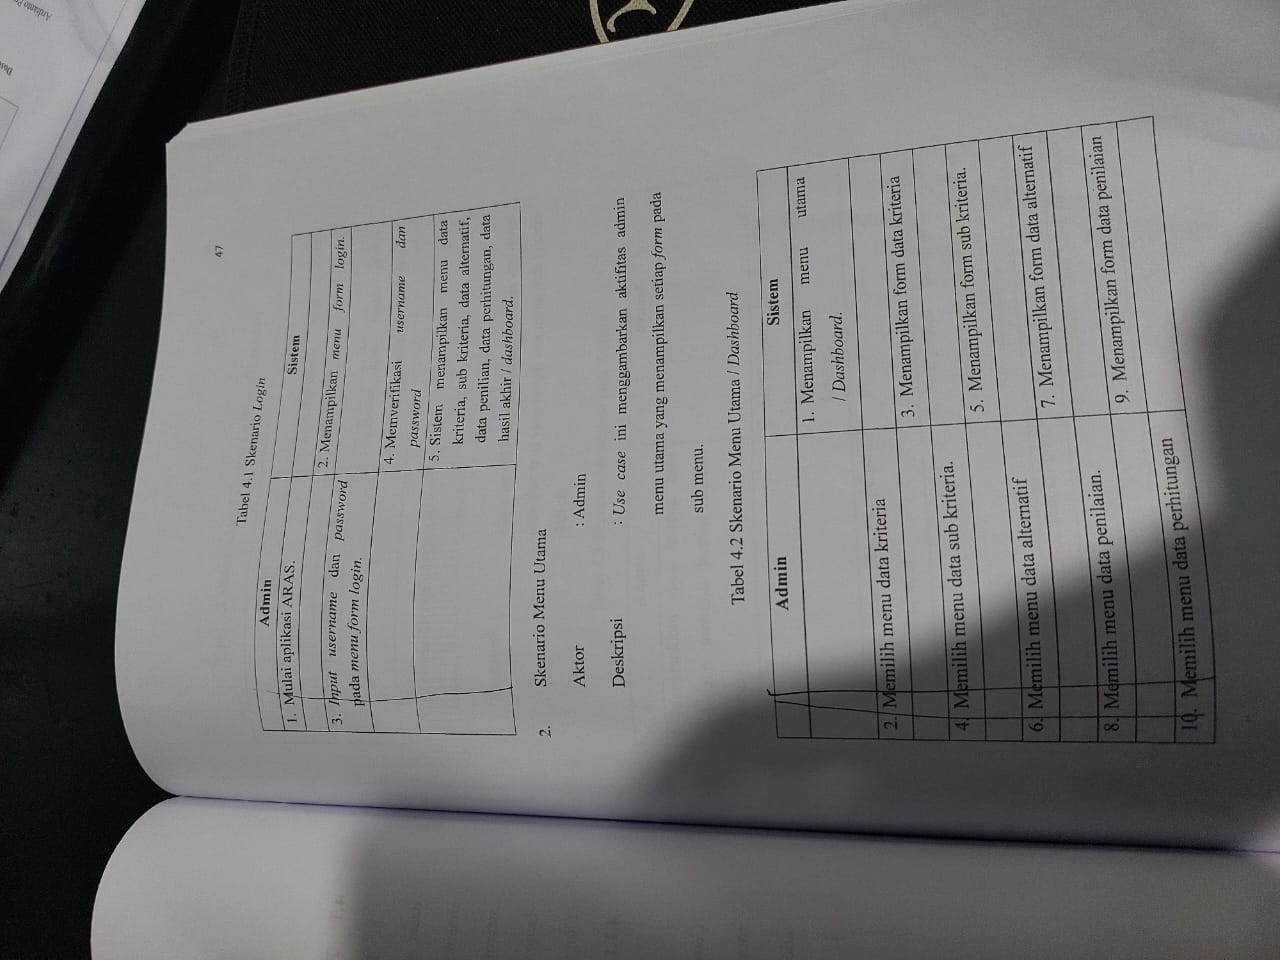 47
Tabel 4.1 Skenario Login
Admin
Sistem
1. Mulai aplikasi ARAS.
2. Menampilkan menu form login.
3. Input username dan password
pada menu form login.
4. Memverifikasi username dan
password
5. Sistem menampilkan menu data
kriteria, sub kriteria, data alternatif,
data penilian, data perhitungan, data
hasil akhir / dashboard.
2. Skenario Menu Utama
Aktor : Admin
Deskripsi : Use case ini menggambarkan aktifitas admin
menu utama yang menampilkan setiap form pada
sub menu.
Tabel 4.2 Skenario Menu Utama / Dashboard
Admin
Sistem
1. Menampilkan menu utama
/ Dashboard.
2. Memilih menu data kriteria
3. Menampilkan form data kriteria
4. Memilih menu data sub kriteria.
5. Menampilkan form sub kriteria.
6. Memilih menu data alternatif
7. Menampilkan form data alternatif
8. Memilih menu data penilaian.
9. Menampilkan form data penilaian
10. Memilih menu data perhitungan